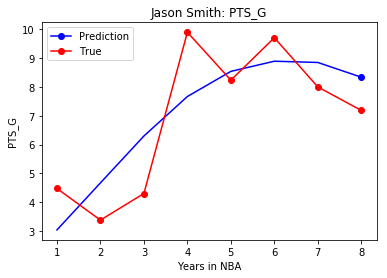 Jason Smith: PTS_G
Prediction
True
10
9
8
7
6
5
4
3
PTS_G
1 2 3 4 5 6 7 8
Years in NBA